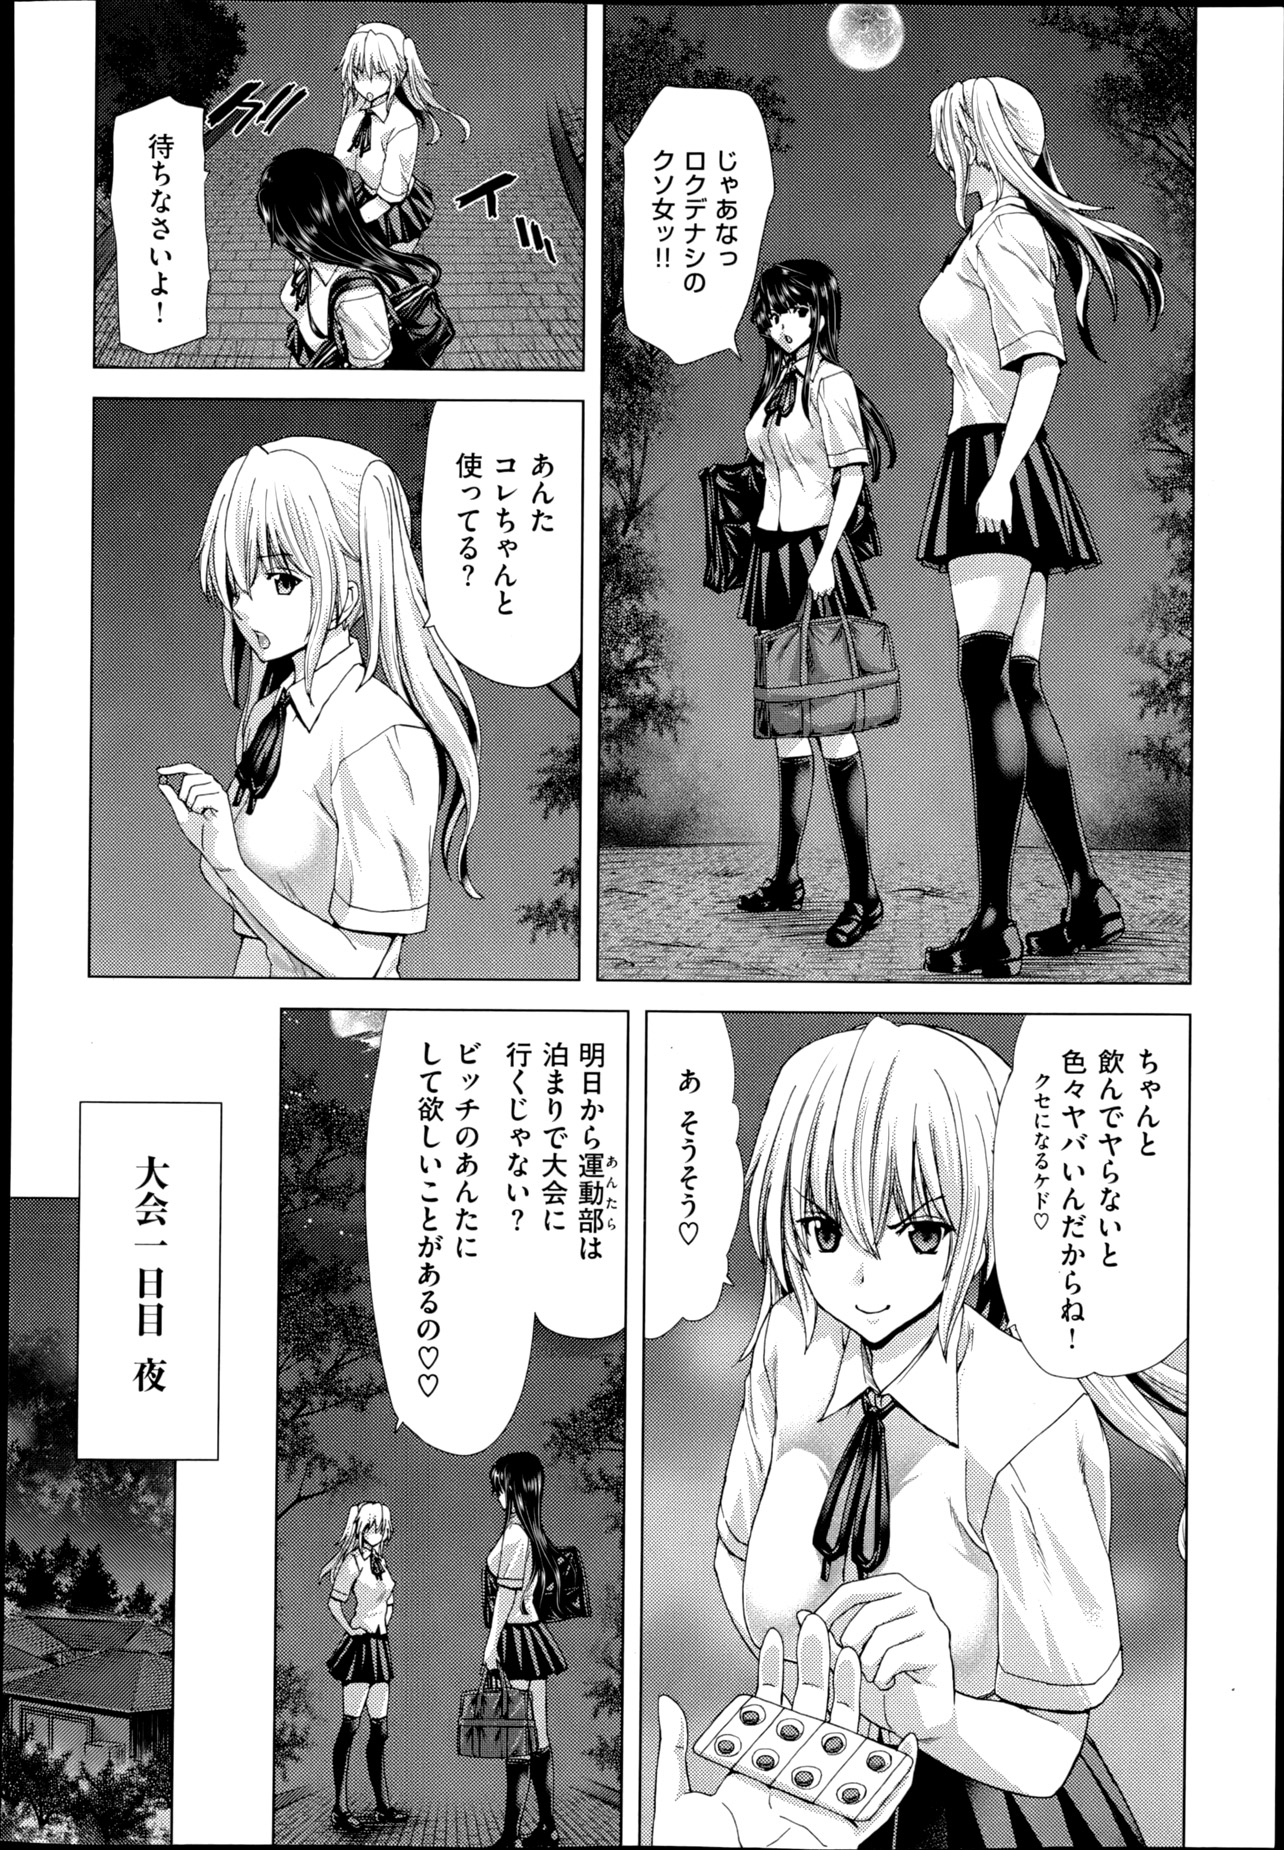 じゃあなっ
ロクデナシの
クソ女ッ!!
待ちなさいよ！
あんた
コレちゃんと
使ってる？
ちゃんと
飲んでヤらないと
色々ヤバいんだからね！
クセになるケド♡
あ そうそう♡
明日から運動部は
あんたら
泊まりで大会に
行くじゃない？
ビッチのあんたに
して欲しいことがあるの♡♡
大会一日目 夜